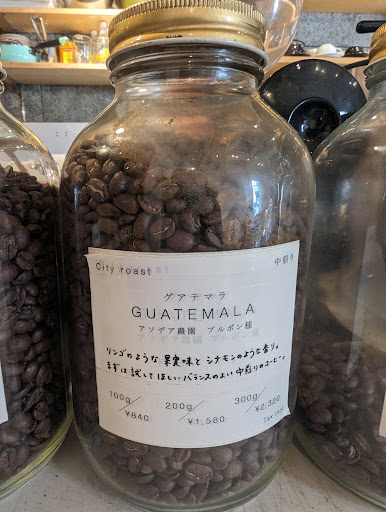 City roast
中煎り
グアテマラ
GUATEMALA
アソデア農園 ブルボン種
リンゴのような果実味とシナモンのような香り。
まずは試してほしいバランスのよい中煎りのコーヒー。
100g/¥840
200g/¥1,580
300g/¥2,320
Tax incl